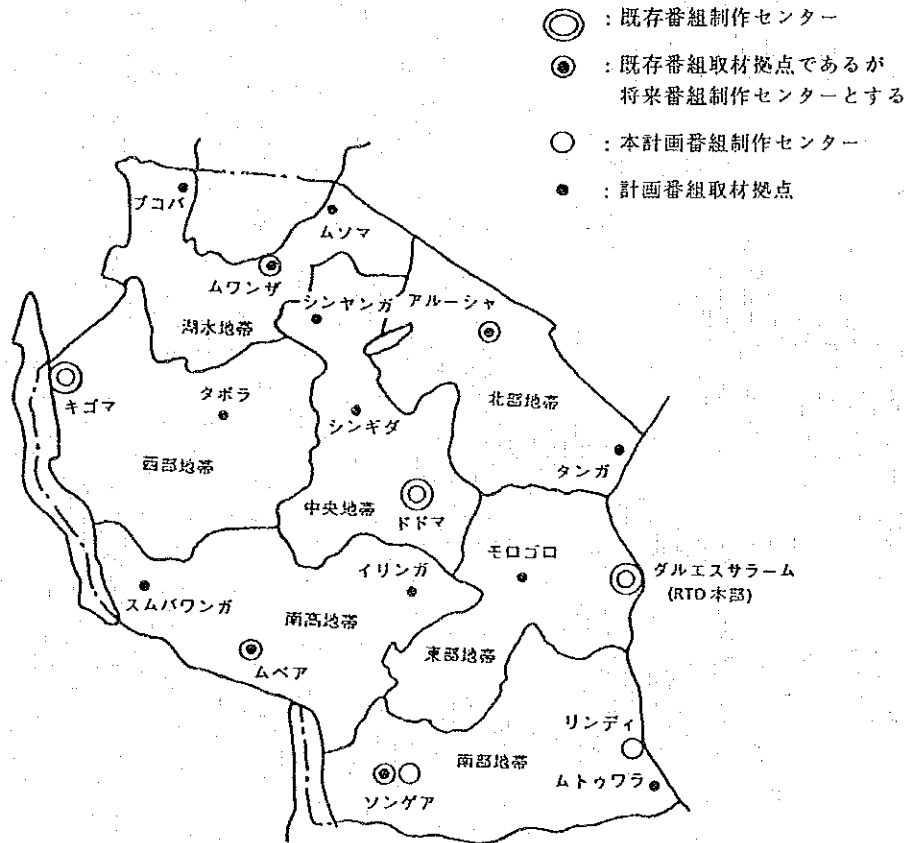 ：既存番組制作センター
：既存番組取材拠点であるが
将来番組制作センターとする
：本計画番組制作センター
：計画番組取材拠点
ブコバ
ムソマ
ムワンザ
シンヤンガ
アルーシャ
湖水地帯
キゴマ
タボラ
シンギダ
北部地帯
タンガ
西部地帯
中央地帯
ドドマ
モロゴロ
ダルエスサラーム
(RTD本部)
スムバワンガ
イリンガ
南高地帯
ムベア
東部地帯
リンディ
南部地帯
ソンゲア
ムトゥワラ